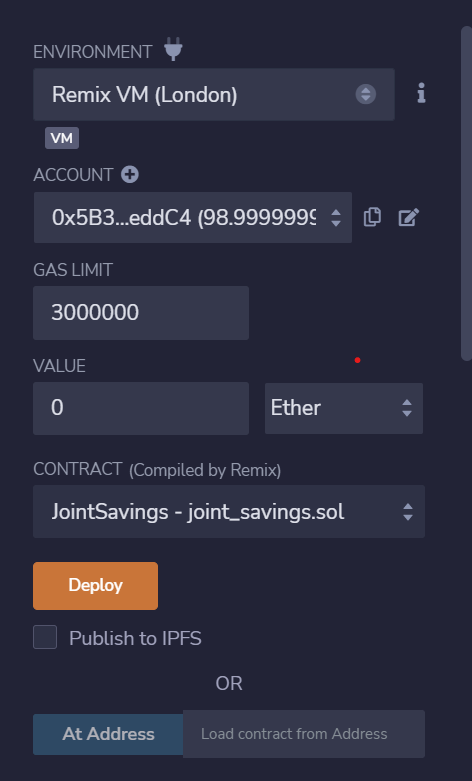 ENVIRONMENT
Remix VM (London)
VM
ACCOUNT
0x5B3...eddC4 (98.9999999
GAS LIMIT
3000000
VALUE
0 Ether
CONTRACT (Compiled by Remix)
JointSavings - joint_savings.sol
Deploy
Publish to IPFS
OR
At Address Load contract from Address